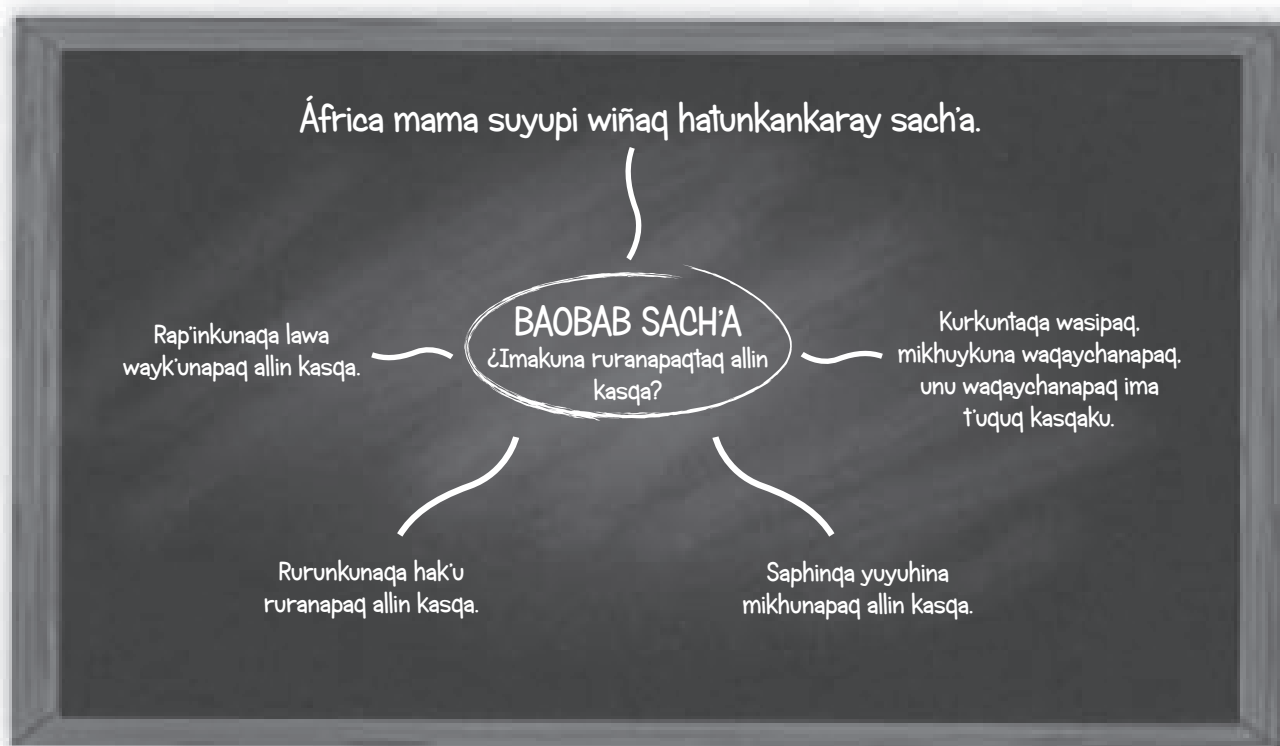 África mama suyupi wiñaq hatunkankaray sach'a.
BAOBAB SACH'A
¿Imakuna ruranapaqtaq allin
kasqa?
Rap'inkunaqa lawa
wayk'unapaq allin kasqa.
Kurkuntaqa wasipaq,
mikhuykuna waqaychanapaq,
unu waqaychanapaq ima
t'uquq kasqaku.
Rurunkunaqa hak'u
ruranapaq allin kasqa.
Saphinqa yuyuhina
mikhunapaq allin kasqa.